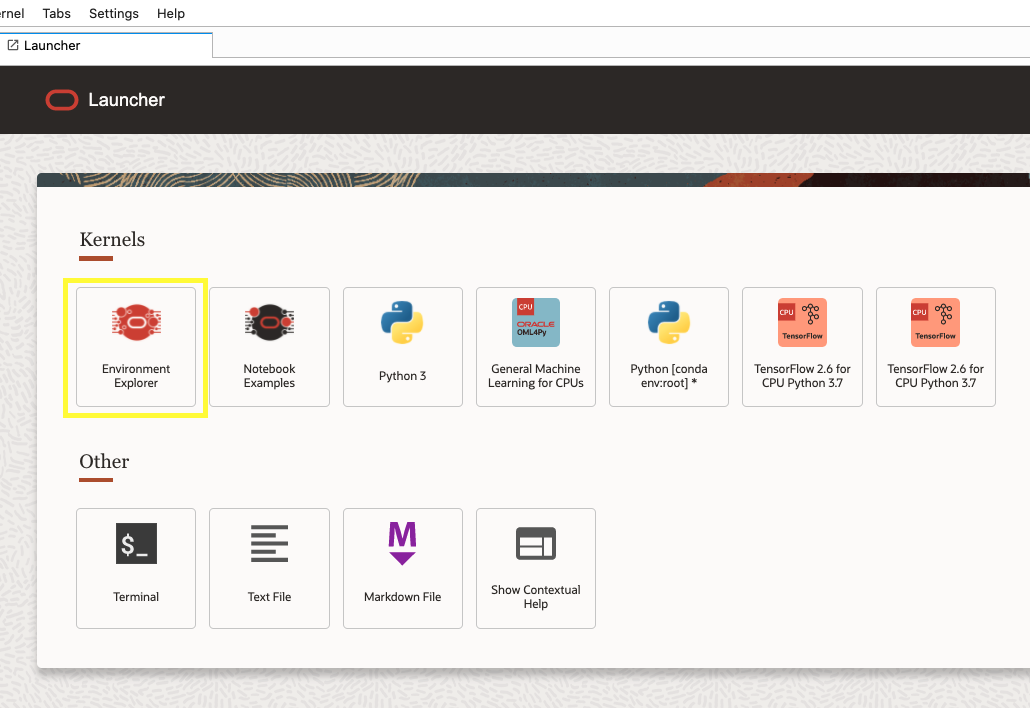 rnel Tabs Settings Help
Launcher
Launcher
Kernels
Environment
Explorer
Notebook
Examples
Python 3
CPU
ORACLE
OML4Py
General Machine
Learning for CPUs
Python [conda
env:root] *
CPU
TensorFlow
TensorFlow 2.6 for
CPU Python 3.7
CPU
TensorFlow
TensorFlow 2.6 for
CPU Python 3.7
Other
$_
Terminal
Text File
M
Markdown File
Show Contextual
Help